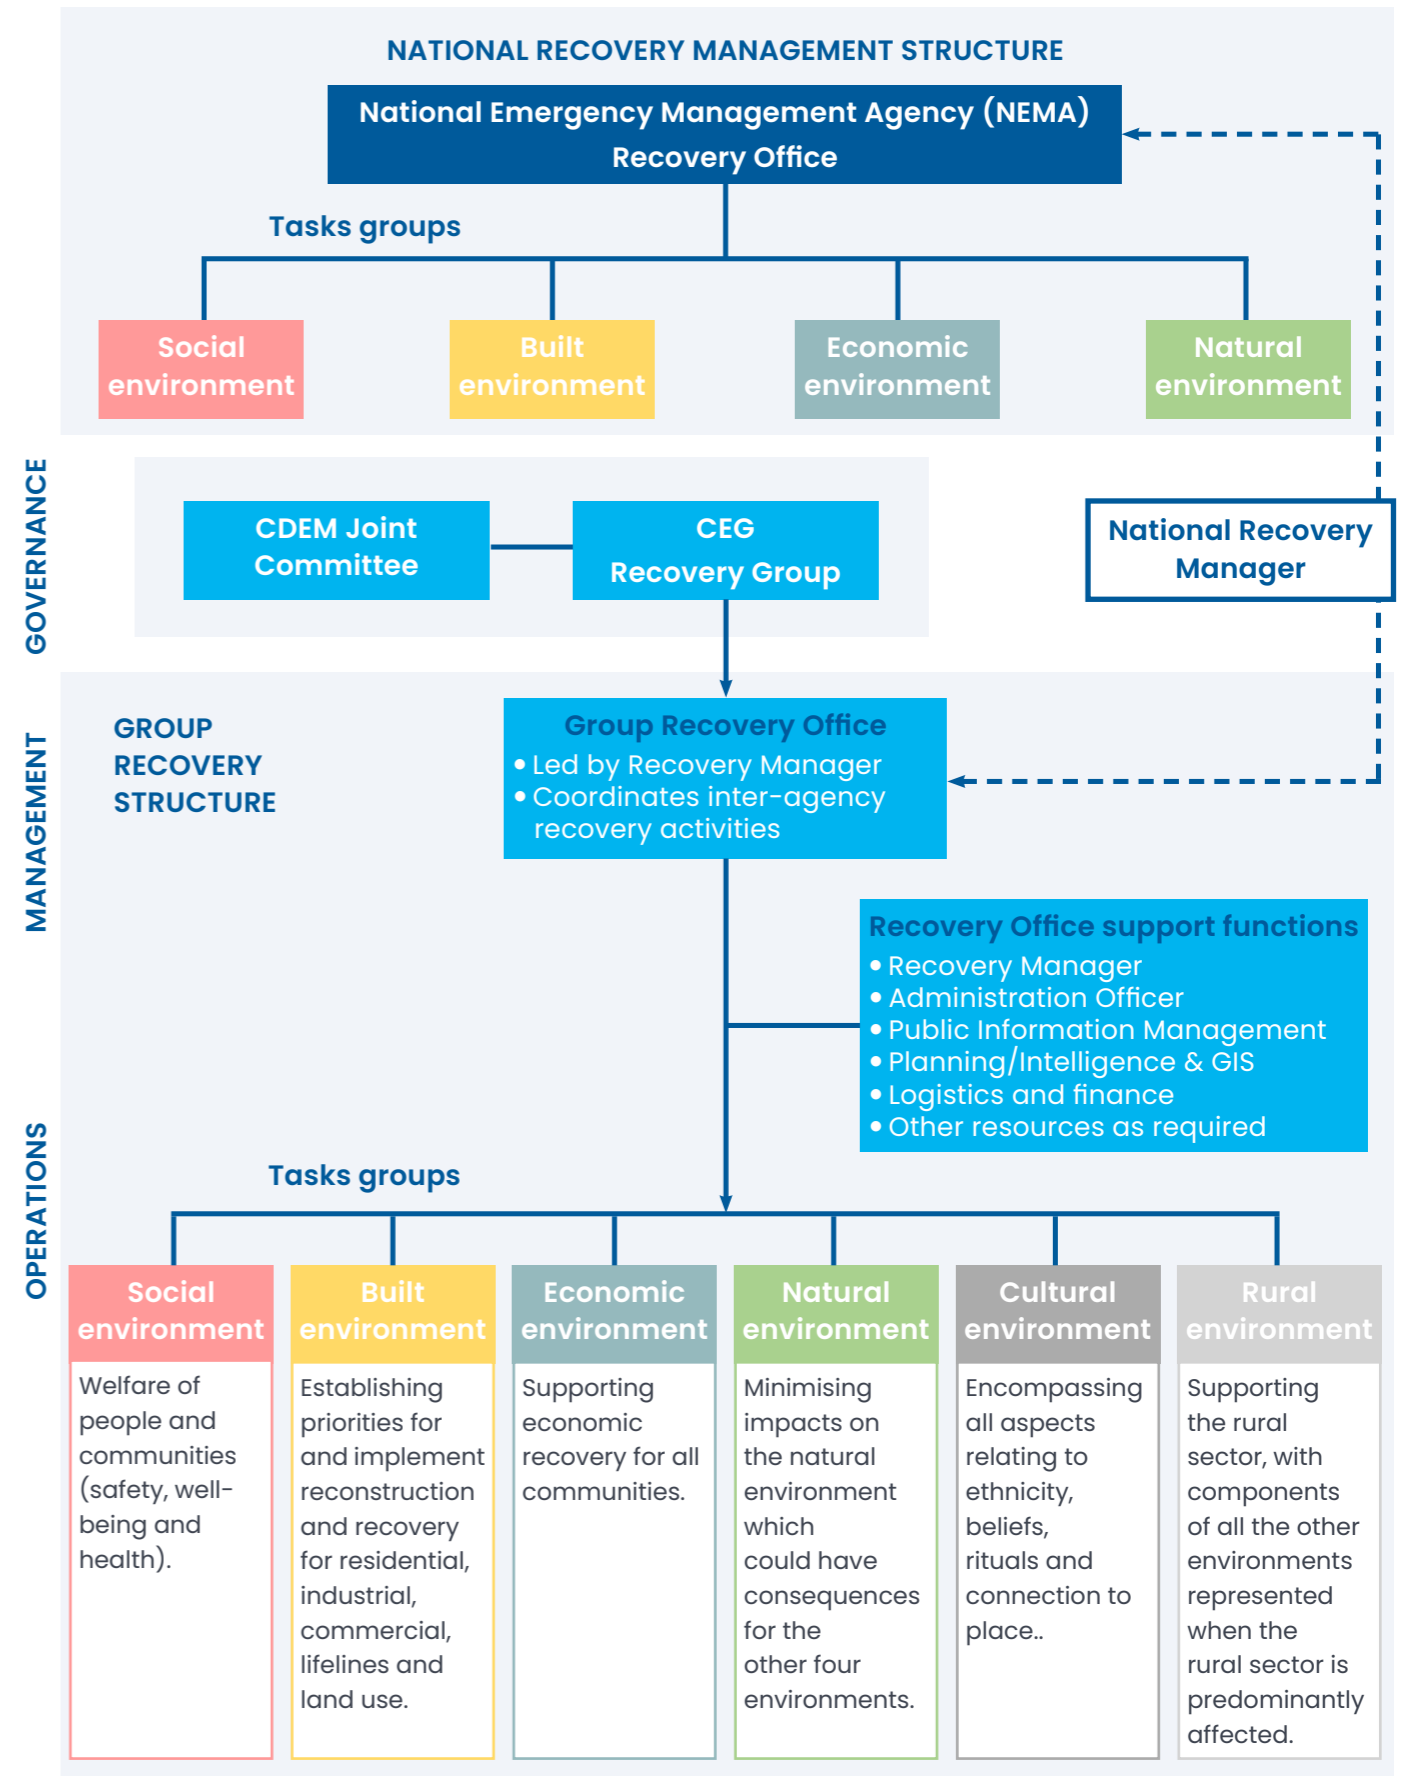 NATIONAL RECOVERY MANAGEMENT STRUCTURE
National Emergency Management Agency (NEMA)
Recovery Office
Tasks groups
Social
environment
Built
environment
Economic
environment
Natural
environment
GOVERNANCE
CDEM Joint
Committee
CEG
Recovery Group
National Recovery
Manager
MANAGEMENT
GROUP
RECOVERY
STRUCTURE
Group Recovery Office
• Led by Recovery Manager
• Coordinates inter-agency
recovery activities
Recovery Office support functions
• Recovery Manager
• Administration Officer
• Public Information Management
• Planning/Intelligence & GIS
• Logistics and finance
• Other resources as required
OPERATIONS
Tasks groups
Social
environment
Welfare of
people and
communities
(safety, well-
being and
health).
Built
environment
Establishing
priorities for
and implement
reconstruction
and recovery
for residential,
industrial,
commercial,
lifelines and
land use.
Economic
environment
Supporting
economic
recovery for all
communities.
Natural
environment
Minimising
impacts on
the natural
environment
which
could have
consequences
for the
other four
environments.
Cultural
environment
Encompassing
all aspects
relating to
ethnicity,
beliefs,
rituals and
connection to
place..
Rural
environment
Supporting
the rural
sector, with
components
of all the other
environments
represented
when the
rural sector is
predominantly
affected.